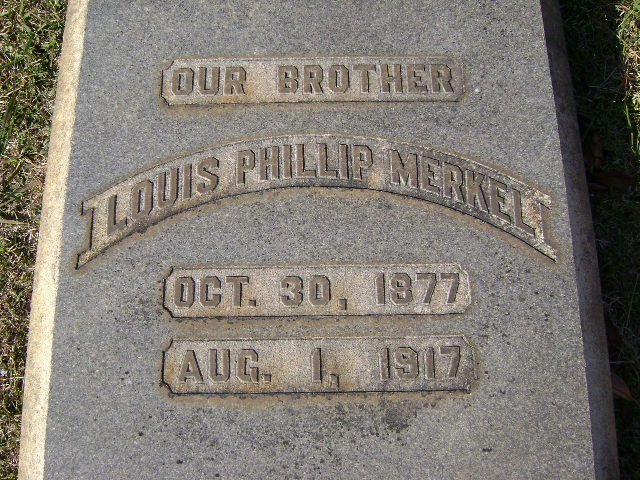 OUR BROTHER
LOUIS PHILLIP MERKEL
OCT. 30, 1877
AUG. 1, 1917